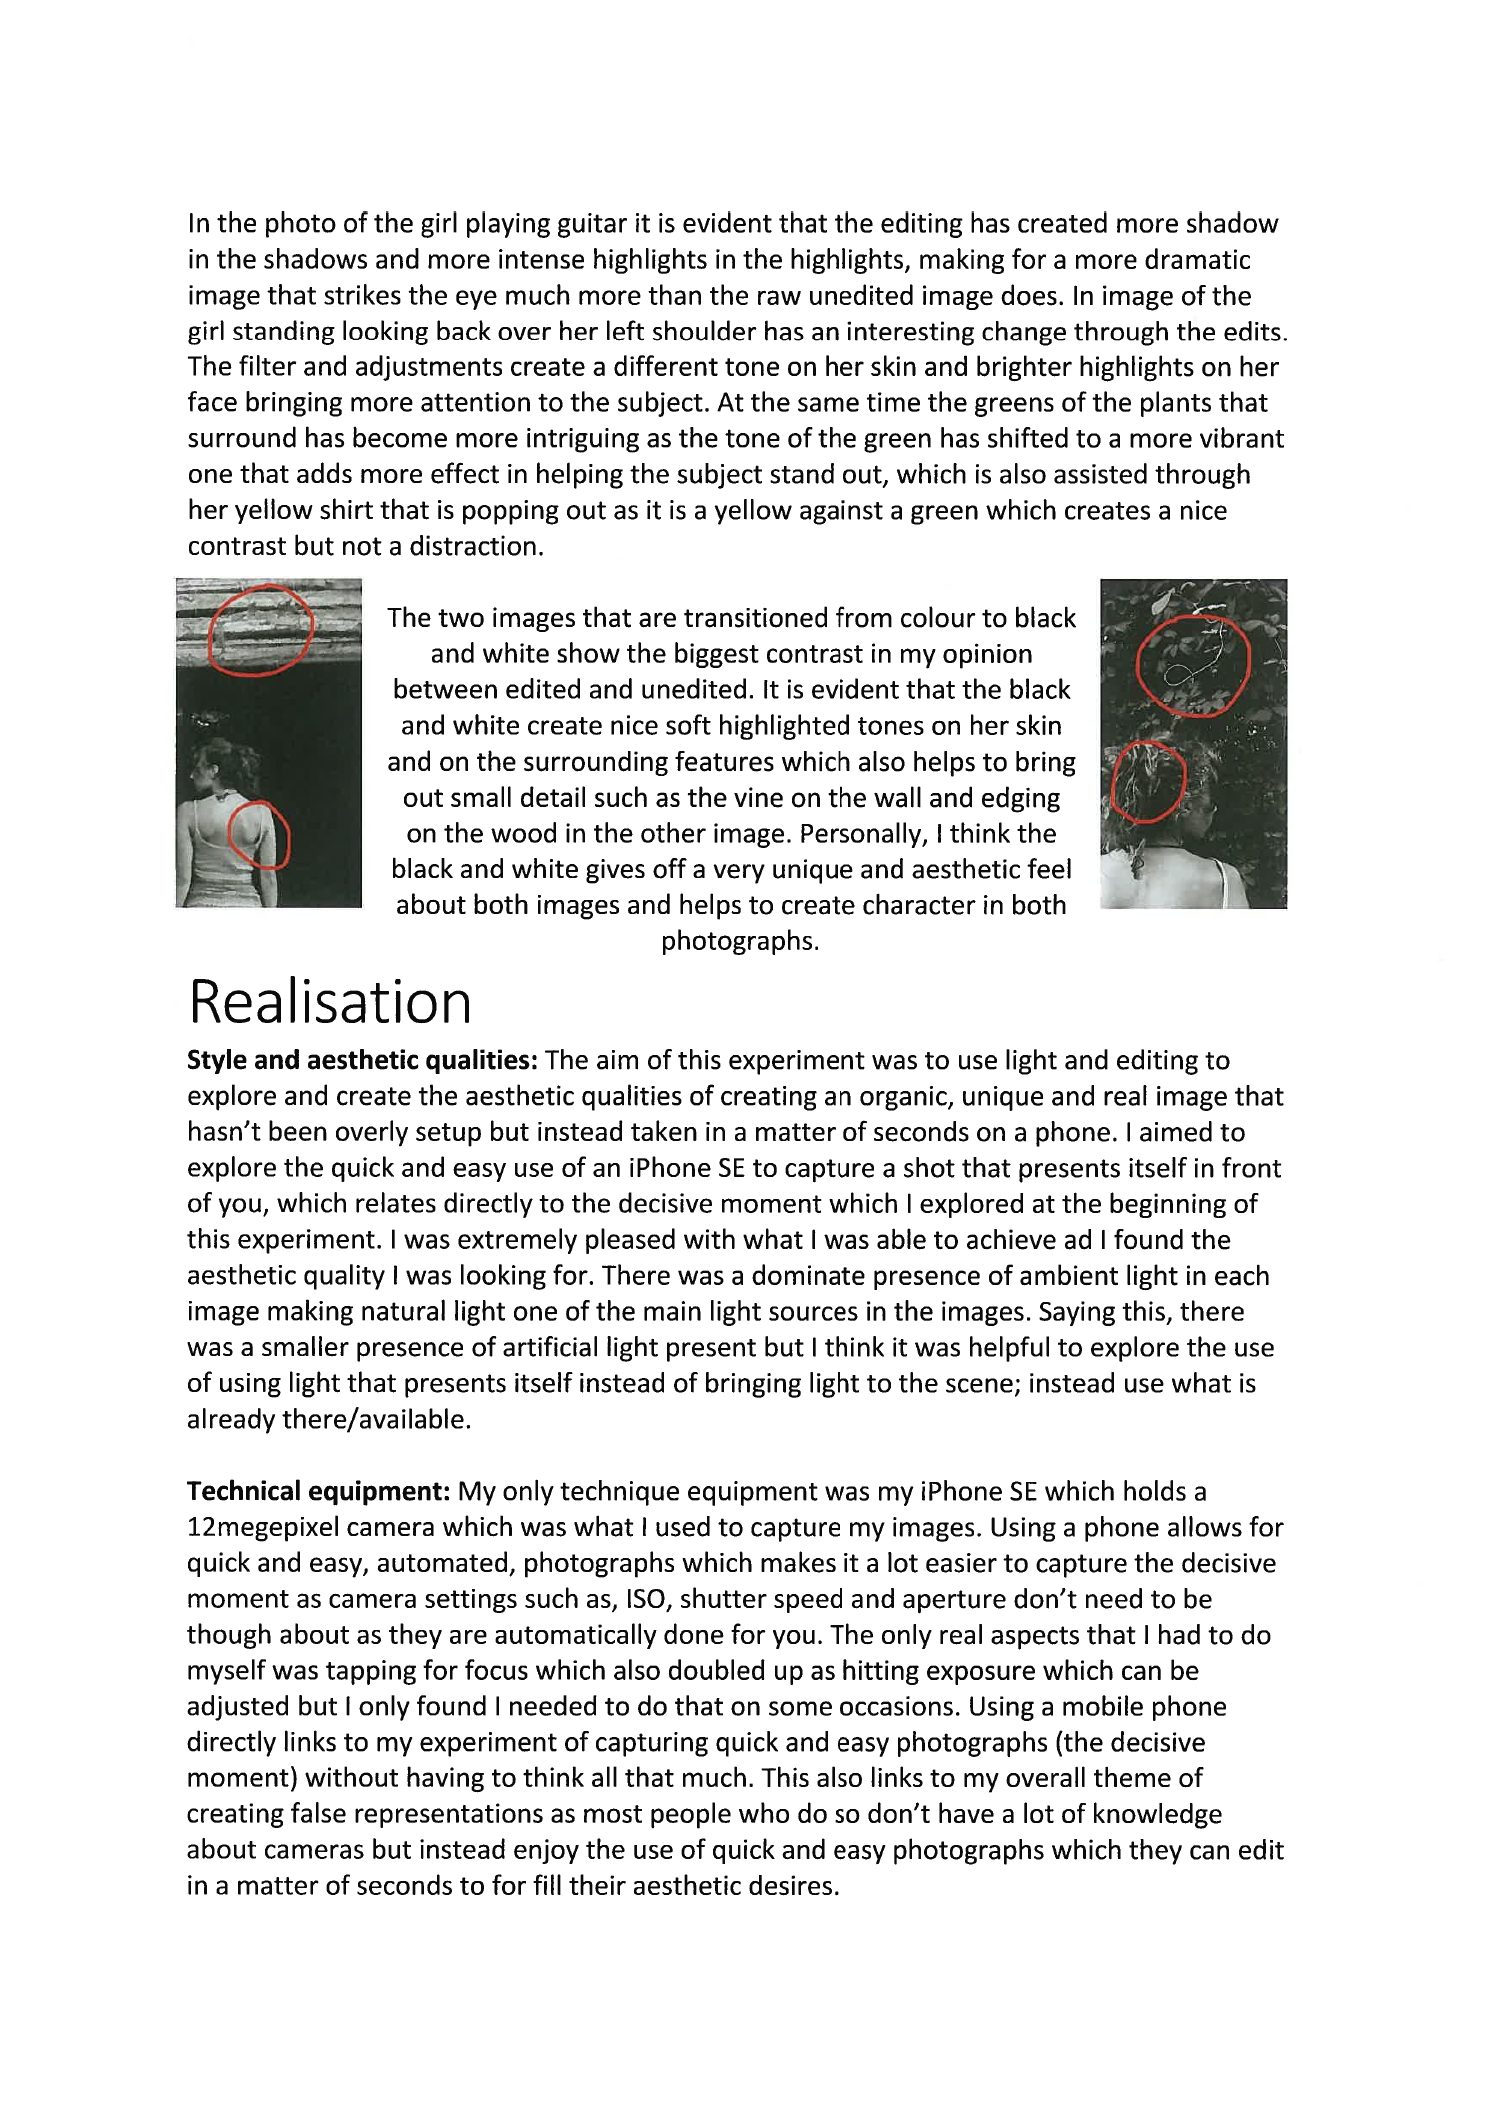 In the photo of the girl playing guitar it is evident that the editing has created more shadow
in the shadows and more intense highlights in the highlights, making for a more dramatic
image that strikes the eye much more than the raw unedited image does. In image of the
girl standing looking back over her left shoulder has an interesting change through the edits.
The filter and adjustments create a different tone on her skin and brighter highlights on her
face bringing more attention to the subject. At the same time the greens of the plants that
surround has become more intriguing as the tone of the green has shifted to a more vibrant
one that adds more effect in helping the subject stand out, which is also assisted through
her yellow shirt that is popping out as it is a yellow against a green which creates a nice
contrast but not a distraction.
The two images that are transitioned from colour to black
and white show the biggest contrast in my opinion
between edited and unedited. It is evident that the black
and white create nice soft highlighted tones on her skin
and on the surrounding features which also helps to bring
out small detail such as the vine on the wall and edging
on the wood in the other image. Personally, I think the
black and white gives off a very unique and aesthetic feel
about both images and helps to create character in both
photographs.
Realisation
Style and aesthetic qualities: The aim of this experiment was to use light and editing to
explore and create the aesthetic qualities of creating an organic, unique and real image that
hasn't been overly setup but instead taken in a matter of seconds on a phone. I aimed to
explore the quick and easy use of an iPhone SE to capture a shot that presents itself in front
of you, which relates directly to the decisive moment which I explored at the beginning of
this experiment. I was extremely pleased with what I was able to achieve ad I found the
aesthetic quality I was looking for. There was a dominate presence of ambient light in each
image making natural light one of the main light sources in the images. Saying this, there
was a smaller presence of artificial light present but I think it was helpful to explore the use
of using light that presents itself instead of bringing light to the scene; instead use what is
already there/available.
Technical equipment: My only technique equipment was my iPhone SE which holds a
12megepixel camera which was what I used to capture my images. Using a phone allows for
quick and easy, automated, photographs which makes it a lot easier to capture the decisive
moment as camera settings such as, ISO, shutter speed and aperture don't need to be
though about as they are automatically done for you. The only real aspects that I had to do
myself was tapping for focus which also doubled up as hitting exposure which can be
adjusted but I only found I needed to do that on some occasions. Using a mobile phone
directly links to my experiment of capturing quick and easy photographs (the decisive
moment) without having to think all that much. This also links to my overall theme of
creating false representations as most people who do so don't have a lot of knowledge
about cameras but instead enjoy the use of quick and easy photographs which they can edit
in a matter of seconds to for fill their aesthetic desires.